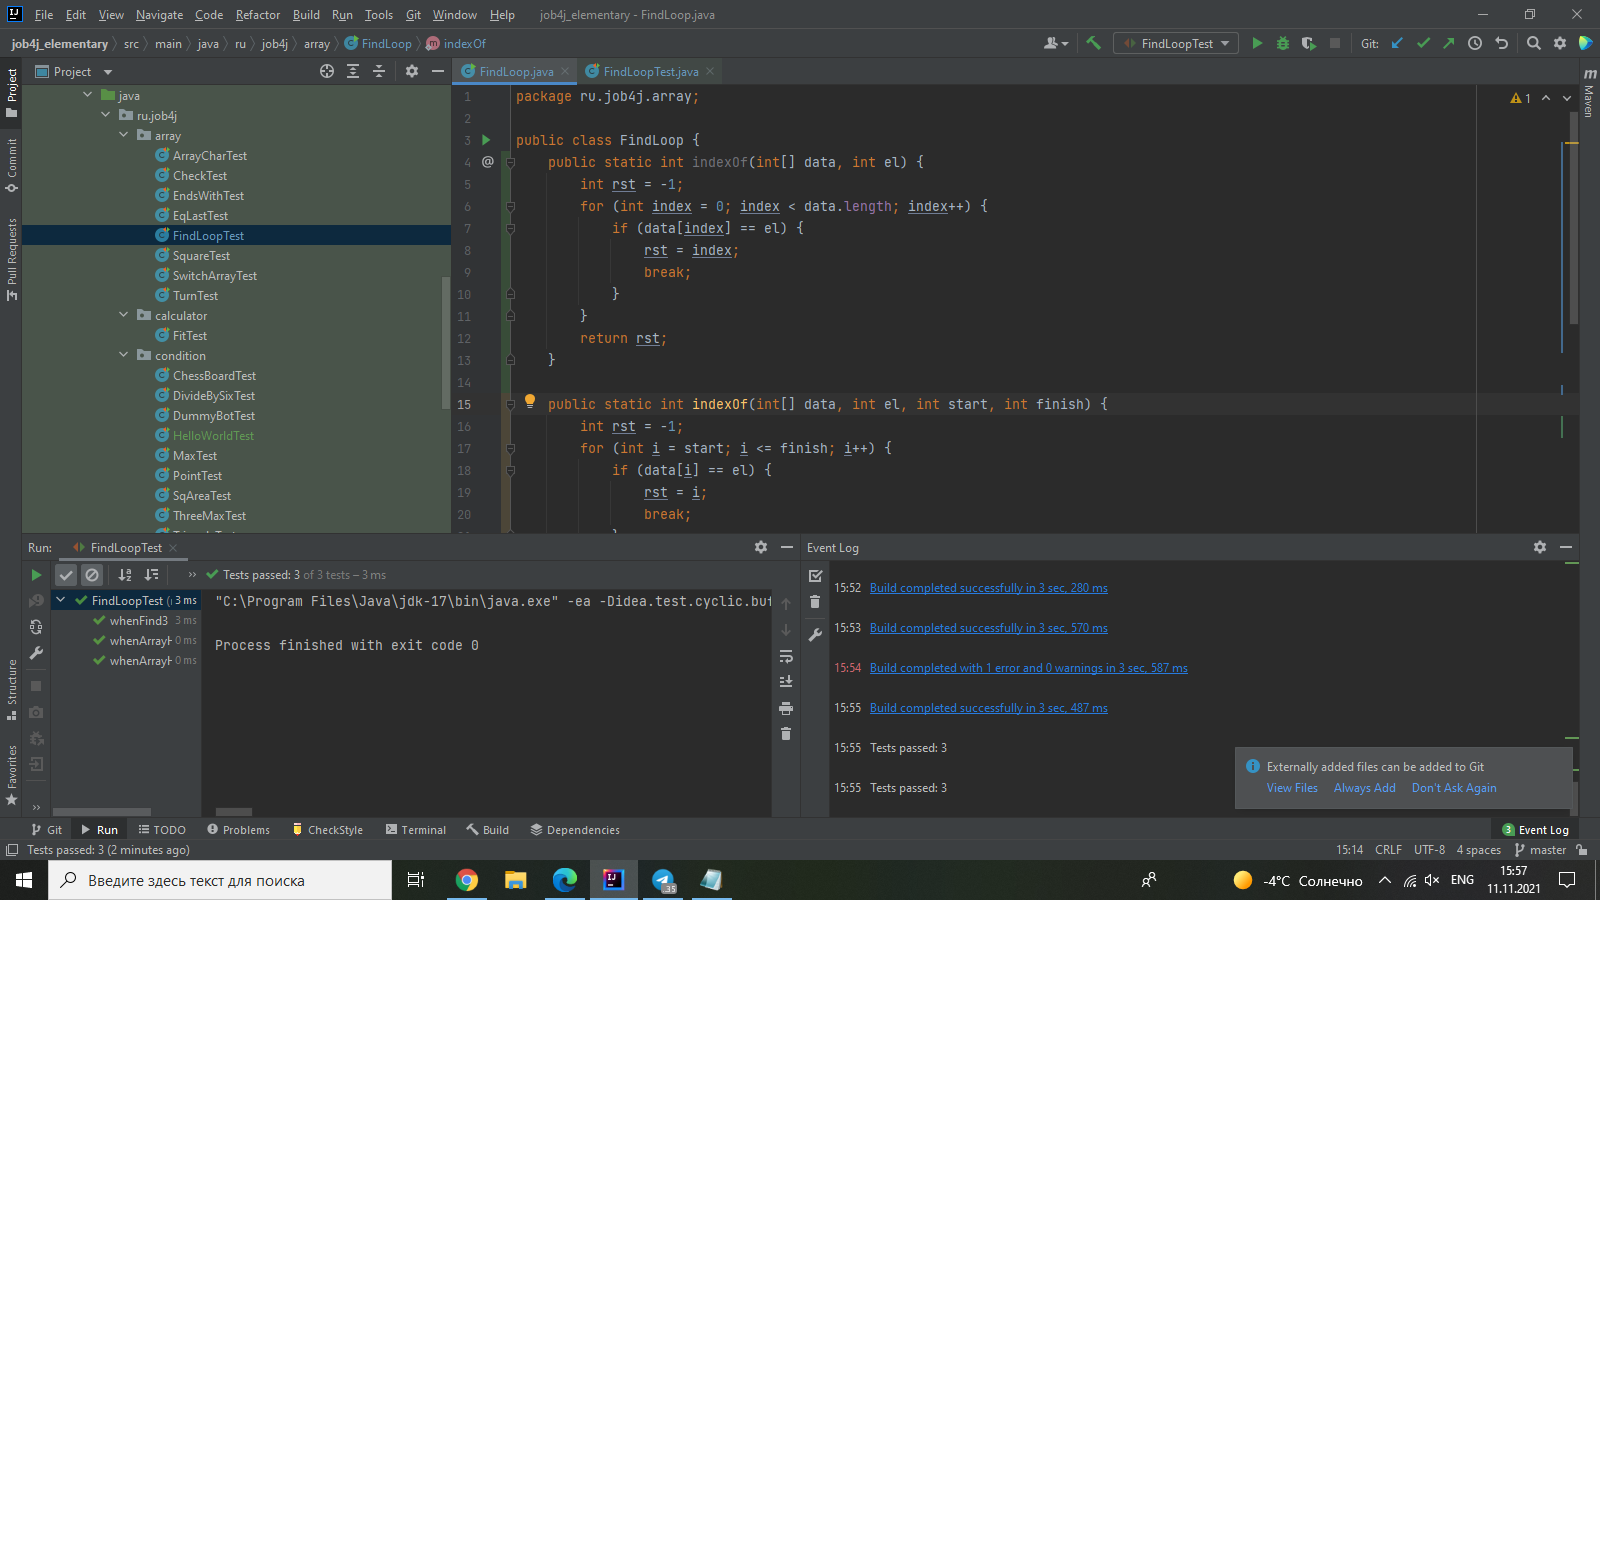 File Edit View Navigate Code Refactor Build Run Tools Git Window Help job4j_elementary - FindLoop.java
job4j_elementary src main java ru job4j array FindLoop indexOf
FindLoopTest Git:
Project
Project
FindLoop.java
FindLoopTest.java
Commit
Pull Requests
Structure
Favorites
m Maven
java
ru.job4j
array
ArrayCharTest
CheckTest
EndsWithTest
EqLastTest
FindLoopTest
SquareTest
SwitchArrayTest
TurnTest
calculator
FitTest
condition
ChessBoardTest
DivideBySixTest
DummyBotTest
HelloWorldTest
MaxTest
PointTest
SqAreaTest
ThreeMaxTest
1 package ru.job4j.array;
2
3 public class FindLoop {
4 @ public static int indexOf(int[] data, int el) {
5 int rst = -1;
6 for (int index = 0; index < data.length; index++) {
7 if (data[index] == el) {
8 rst = index;
9 break;
10 }
11 }
12 return rst;
13 }
14
15 public static int indexOf(int[] data, int el, int start, int finish) {
16 int rst = -1;
17 for (int i = start; i <= finish; i++) {
18 if (data[i] == el) {
19 rst = i;
20 break;
1
Run: FindLoopTest
Tests passed: 3 of 3 tests – 3 ms
FindLoopTest (r 3 ms
whenFind3 3 ms
whenArrayH 0 ms
whenArrayH 0 ms
"C:\Program Files\Java\jdk-17\bin\java.exe" -ea -Didea.test.cyclic.buf
Process finished with exit code 0
Event Log
15:52 Build completed successfully in 3 sec, 280 ms
15:53 Build completed successfully in 3 sec, 570 ms
15:54 Build completed with 1 error and 0 warnings in 3 sec, 587 ms
15:55 Build completed successfully in 3 sec, 487 ms
15:55 Tests passed: 3
15:55 Tests passed: 3
Externally added files can be added to Git
View Files Always Add Don't Ask Again
Git Run TODO Problems CheckStyle Terminal Build Dependencies
3 Event Log
Tests passed: 3 (2 minutes ago)
15:14 CRLF UTF-8 4 spaces master
Введите здесь текст для поиска
.35
-4°C Солнечно
ENG
15:57
11.11.2021